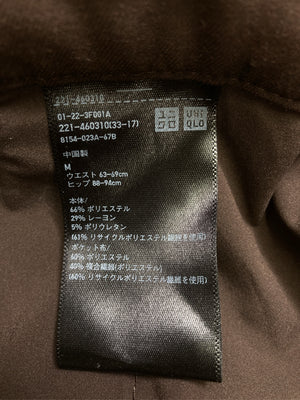 221-460310
01-22-3F001A
221-460310(33-17)
8154-023A-67B
ユニ
クロ
UNI
QLO
中国製
M
ウエスト 63-69cm
ヒップ 88-94cm
本体/
66% ポリエステル
29% レーヨン
5% ポリウレタン
(61% リサイクルポリエステル繊維を使用)
ポケット布/
60% ポリエステル
40% 複合繊維(ポリエステル)
(60% リサイクルポリエステル繊維を使用)